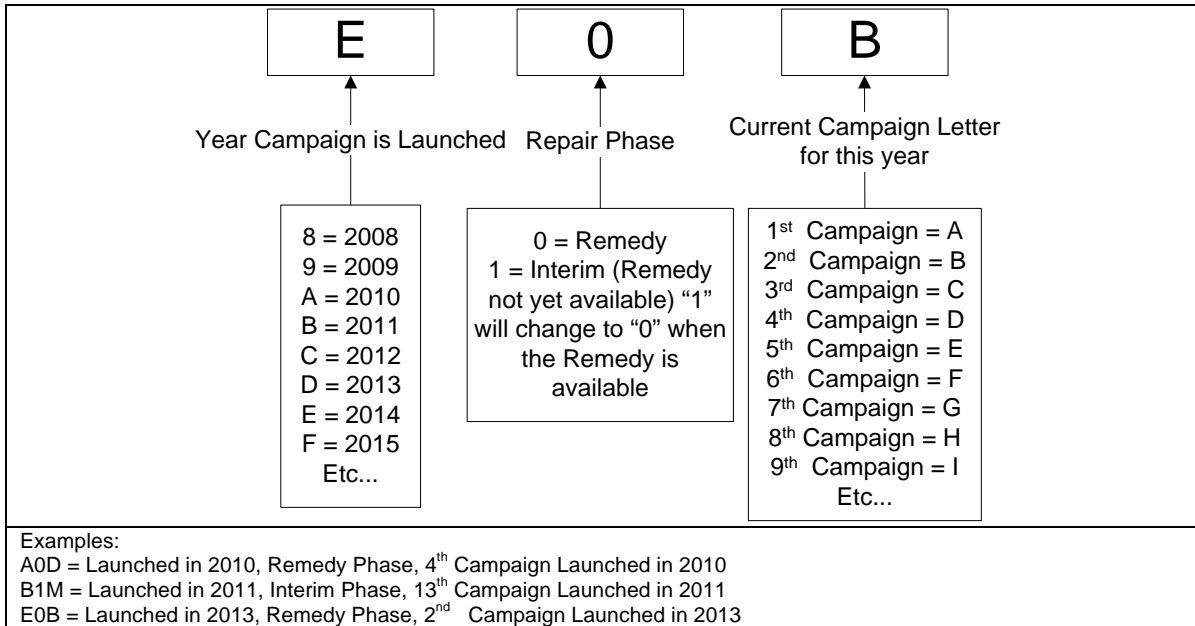 E
0
B
Year Campaign is Launched
Repair Phase
Current Campaign Letter
for this year
8 = 2008
9 = 2009
A = 2010
B = 2011
C = 2012
D = 2013
E = 2014
F = 2015
Etc...
0 = Remedy
1 = Interim (Remedy
not yet available) “1”
will change to “0” when
the Remedy is
available
1st Campaign = A
2nd Campaign = B
3rd Campaign = C
4th Campaign = D
5th Campaign = E
6th Campaign = F
7th Campaign = G
8th Campaign = H
9th Campaign = I
Etc...
Examples:
A0D = Launched in 2010, Remedy Phase, 4th Campaign Launched in 2010
B1M = Launched in 2011, Interim Phase, 13th Campaign Launched in 2011
E0B = Launched in 2013, Remedy Phase, 2nd Campaign Launched in 2013